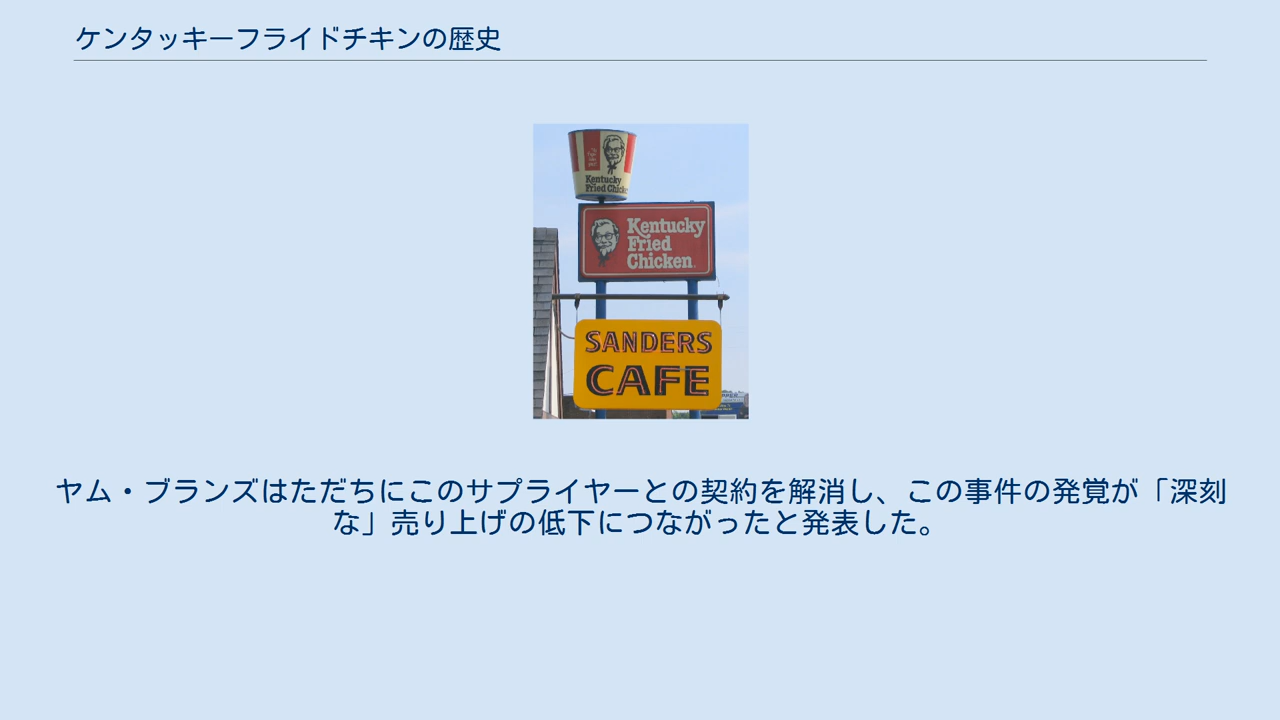 ケンタッキーフライドチキンの歴史
Kentucky
Fried Chicken
Kentucky
Fried
Chicken
SANDERS
CAFE
ヤム・ブランズはただちにこのサプライヤーとの契約を解消し、この事件の発覚が「深刻
な」売り上げの低下につながったと発表した。